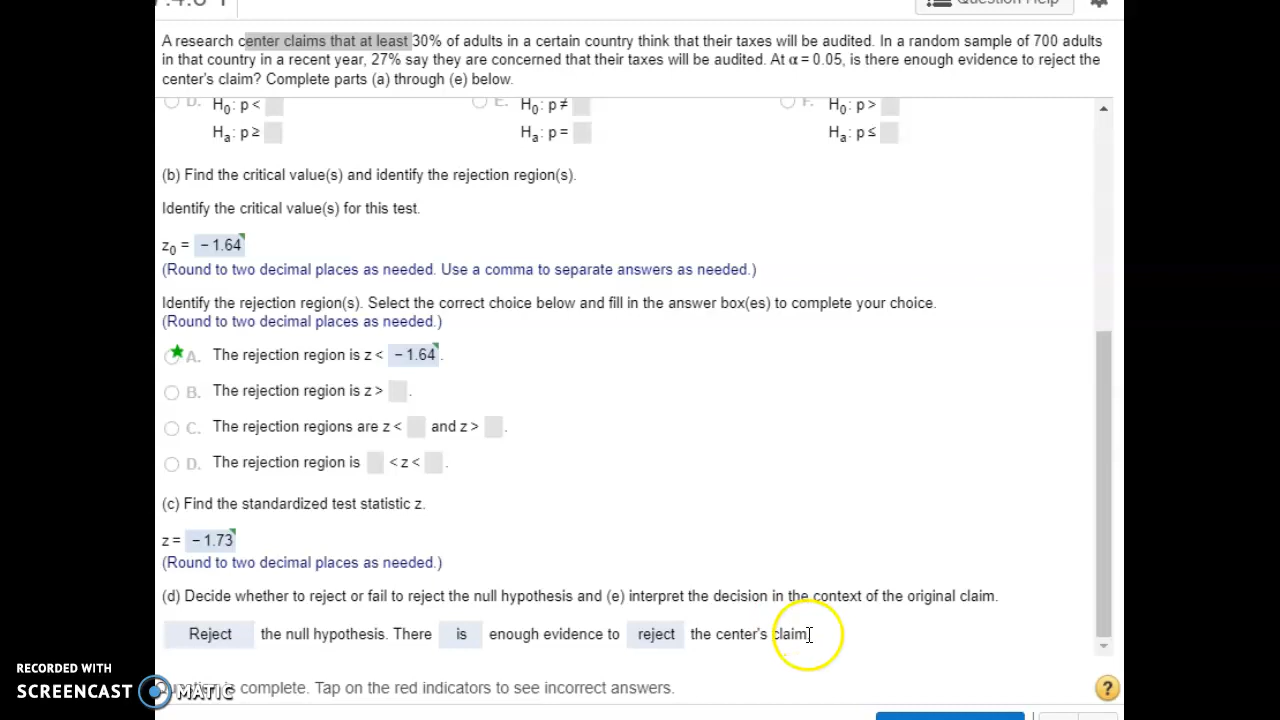 Question Help
A research center claims that at least 30% of adults in a certain country think that their taxes will be audited. In a random sample of 700 adults
in that country in a recent year, 27% say they are concerned that their taxes will be audited. At α = 0.05, is there enough evidence to reject the
center's claim? Complete parts (a) through (e) below.
D. H0: p < E. H0: p ≠ F. H0: p >
Ha: p ≥ Ha: p = Ha: p ≤
(b) Find the critical value(s) and identify the rejection region(s).
Identify the critical value(s) for this test.
z0 = − 1.64
(Round to two decimal places as needed. Use a comma to separate answers as needed.)
Identify the rejection region(s). Select the correct choice below and fill in the answer box(es) to complete your choice.
(Round to two decimal places as needed.)
A. The rejection region is z < − 1.64 .
B. The rejection region is z > .
C. The rejection regions are z < and z > .
D. The rejection region is < z < .
(c) Find the standardized test statistic z.
z = − 1.73
(Round to two decimal places as needed.)
(d) Decide whether to reject or fail to reject the null hypothesis and (e) interpret the decision in the context of the original claim.
Reject the null hypothesis. There is enough evidence to reject the center's claim
RECORDED WITH
SCREENCAST MATIC
is complete. Tap on the red indicators to see incorrect answers.
?